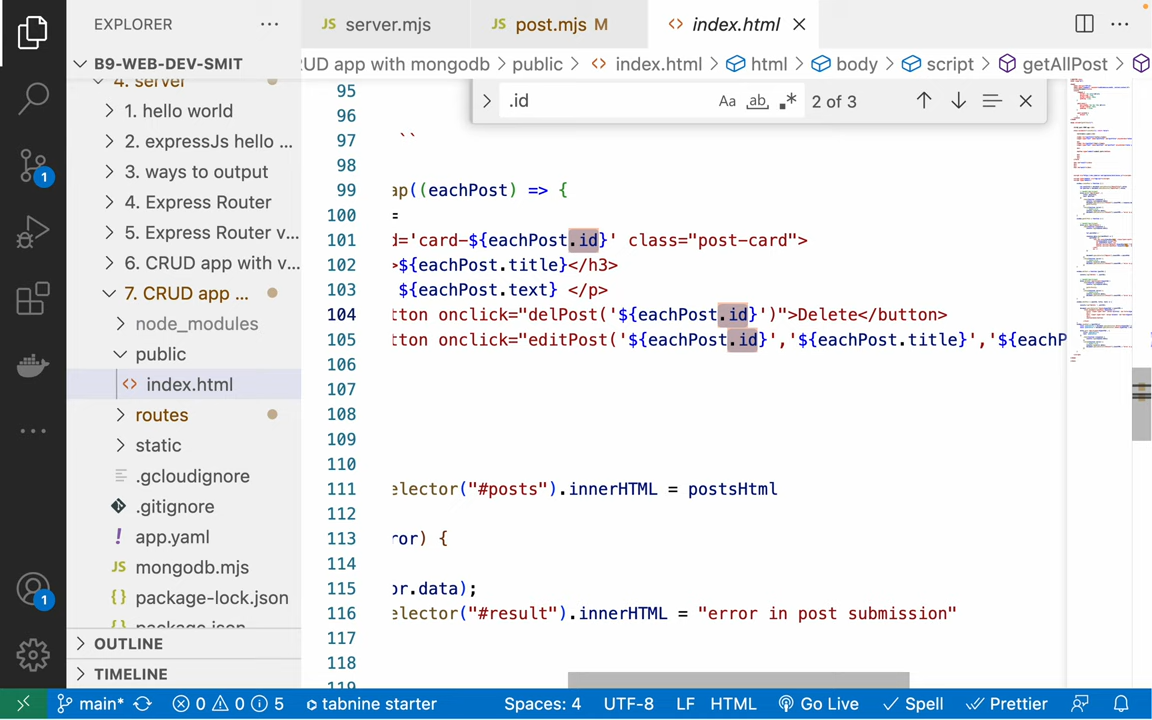 EXPLORER
B9-WEB-DEV-SMIT
4. server
1. hello world
2. expressJs hello ...
3. ways to output
4. Express Router
5. Express Router v...
6. CRUD app with v...
7. CRUD app ...
node_modules
public
<> index.html
routes
static
.gcloudignore
.gitignore
! app.yaml
JS mongodb.mjs
{} package-lock.json
{} package.json
OUTLINE
TIMELINE
JS server.mjs
JS post.mjs M
<> index.html
UD app with mongodb > public > <> index.html > html > body > script > getAllPost >
.id
Aa ab .* 2 of 3
95
96
97 ``
98
99 ap((eachPost) => {
100 =
101 d='card-${eachPost.id}' class="post-card">
102 >${eachPost.title}</h3>
103 ${eachPost.text} </p>
104 tton onclick="delPost('${eachPost.id}')">Delete</button>
105 tton onclick="editPost('${eachPost.id}','${eachPost.title}','${eachP
106
107
108
109
110
111 elector("#posts").innerHTML = postsHtml
112
113 ror) {
114
115 or.data);
116 elector("#result").innerHTML = "error in post submission"
117
118
119
1
1
main* 0 0 5 tabnine starter Spaces: 4 UTF-8 LF HTML Go Live Spell Prettier